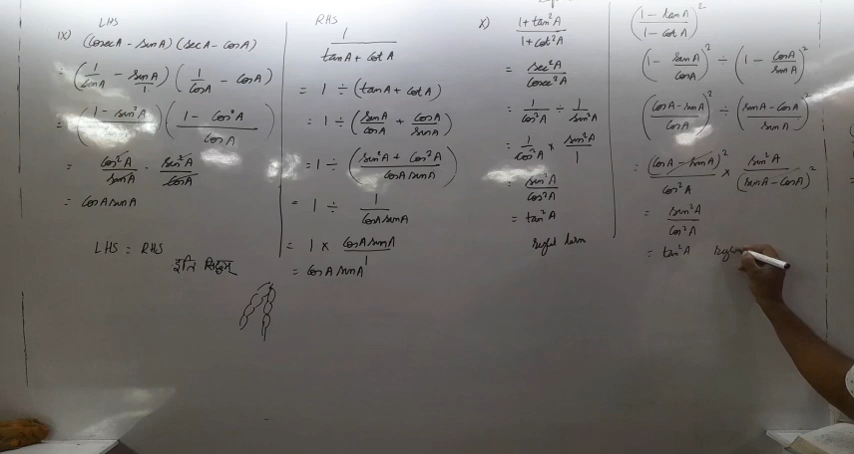 LHS
IX) (CosecA - sinA) (secA - CosA)
= (1/sinA - sinA/1) (1/CosA - CosA)
= ((1 - sin²A)/sinA) ((1 - Cos²A)/CosA)
= Cos²A/sinA · sin²A/CosA
= CosA sinA
LHS = RHS
इति सिद्धम्
RHS
1/(tanA + CotA)
= 1 ÷ (tanA + CotA)
= 1 ÷ (sinA/CosA + CosA/sinA)
= 1 ÷ ((sin²A + Cos²A)/(CosA sinA))
= 1 ÷ 1/(CosA sinA)
= 1 × (CosA sinA)/1
= CosA sinA
X) (1 + tan²A)/(1 + Cot²A)
= sec²A/Cosec²A
= 1/Cos²A ÷ 1/sin²A
= 1/Cos²A × sin²A/1
= sin²A/Cos²A
= tan²A
((1 - tanA)/(1 - CotA))²
(1 - sinA/CosA)² ÷ (1 - CosA/sinA)²
((CosA - sinA)/CosA)² ÷ ((sinA - CosA)/sinA)²
= (CosA - sinA)²/Cos²A × sin²A/(sinA - CosA)²
= sin²A/Cos²A
= tan²A